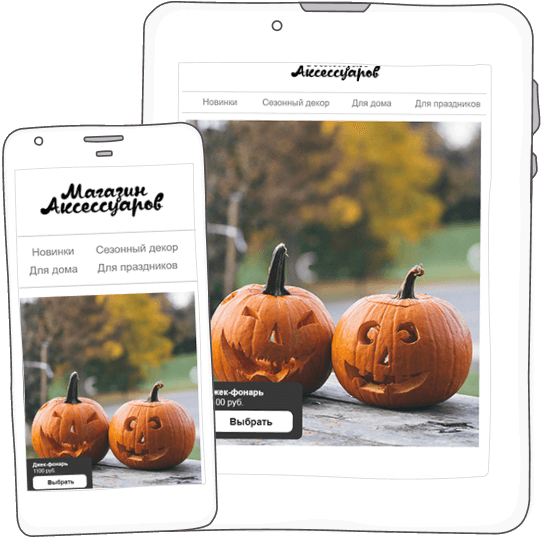 Аксессуаров
Новинки Сезонный декор Для дома Для праздников
Джек-фонарь
00 руб.
Выбрать
Магазин
Аксессуаров
Новинки Сезонный декор
Для дома Для праздников
Джек-фонарь
1100 руб.
Выбрать